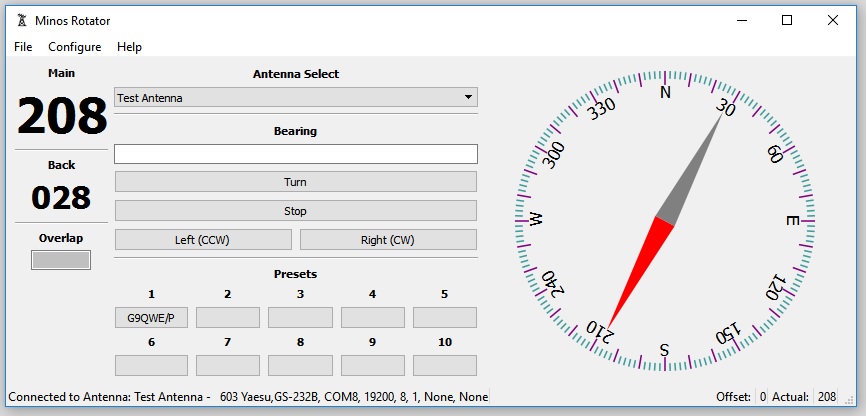 Minos Rotator
File Configure Help
Main
208
Back
028
Overlap
Antenna Select
Test Antenna
Bearing
Turn
Stop
Left (CCW) Right (CW)
Presets
1 2 3 4 5
G9QWE/P
6 7 8 9 10
N
30
60
E
120
150
S
210
240
W
300
330
Connected to Antenna: Test Antenna - 603 Yaesu,GS-232B, COM8, 19200, 8, 1, None, None
Offset: 0 Actual: 208